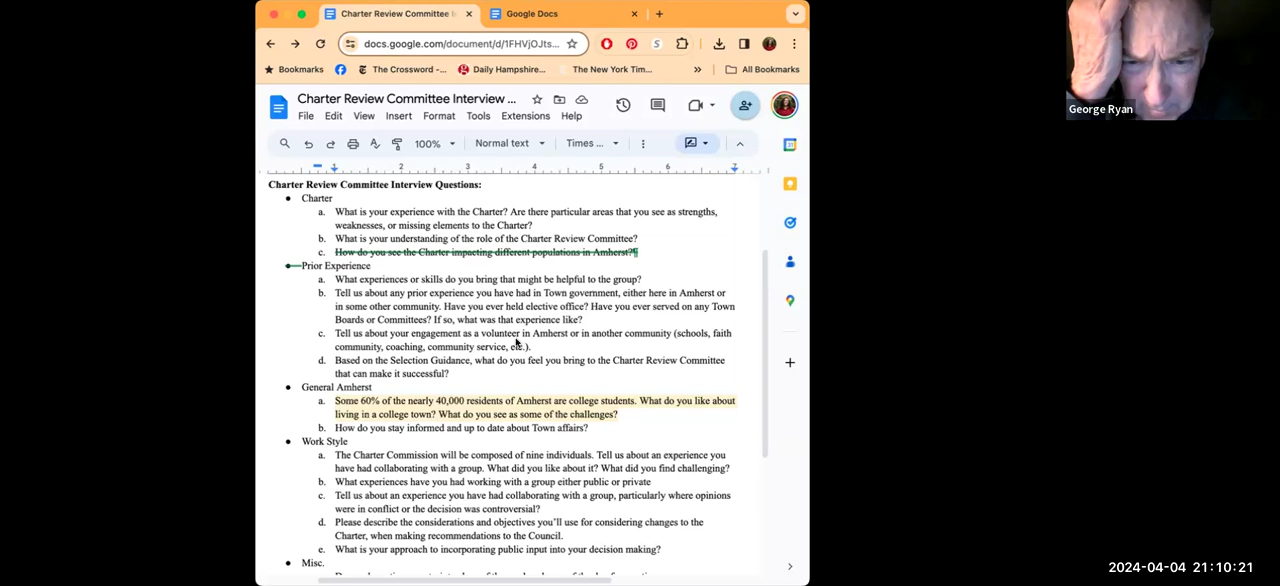 Charter Review Committee In
Google Docs
docs.google.com/document/d/1FHVjOJts...
Bookmarks
The Crossword -...
Daily Hampshire...
The New York Tim...
»
All Bookmarks
Charter Review Committee Interview ...
File Edit View Insert Format Tools Extensions Help
100% Normal text Times ...
1 2 3 4 5 6 7
Charter Review Committee Interview Questions:
● Charter
a. What is your experience with the Charter? Are there particular areas that you see as strengths,
weaknesses, or missing elements to the Charter?
b. What is your understanding of the role of the Charter Review Committee?
c. How do you see the Charter impacting different populations in Amherst?¶
● Prior Experience
a. What experiences or skills do you bring that might be helpful to the group?
b. Tell us about any prior experience you have had in Town government, either here in Amherst or
in some other community. Have you ever held elective office? Have you ever served on any Town
Boards or Committees? If so, what was that experience like?
c. Tell us about your engagement as a volunteer in Amherst or in another community (schools, faith
community, coaching, community service, etc.).
d. Based on the Selection Guidance, what do you feel you bring to the Charter Review Committee
that can make it successful?
● General Amherst
a. Some 60% of the nearly 40,000 residents of Amherst are college students. What do you like about
living in a college town? What do you see as some of the challenges?
b. How do you stay informed and up to date about Town affairs?
● Work Style
a. The Charter Commission will be composed of nine individuals. Tell us about an experience you
have had collaborating with a group. What did you like about it? What did you find challenging?
b. What experiences have you had working with a group either public or private
c. Tell us about an experience you have had collaborating with a group, particularly where opinions
were in conflict or the decision was controversial?
d. Please describe the considerations and objectives you'll use for considering changes to the
Charter, when making recommendations to the Council.
e. What is your approach to incorporating public input into your decision making?
● Misc.
George Ryan
2024-04-04 21:10:21